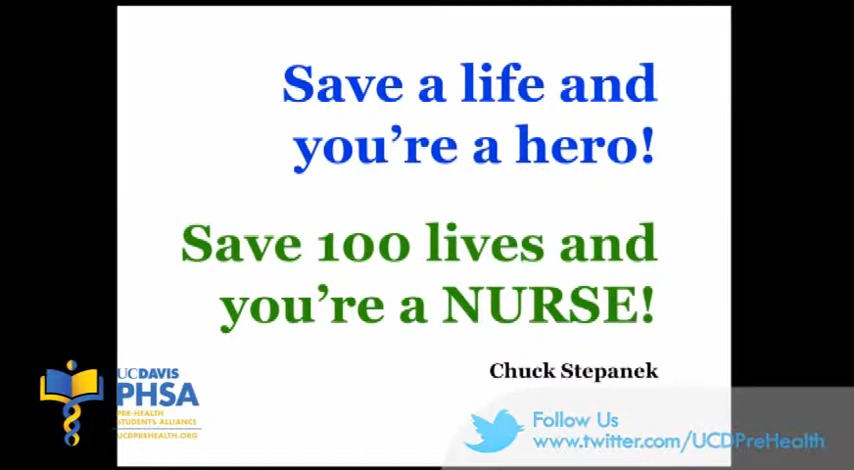 Save a life and
you're a hero!
Save 100 lives and
you're a NURSE!
Chuck Stepanek
UCDAVIS
PHSA
PRE-HEALTH
STUDENTS ALLIANCE
UCDPREHEALTH.ORG
Follow Us
www.twitter.com/UCDPreHealth